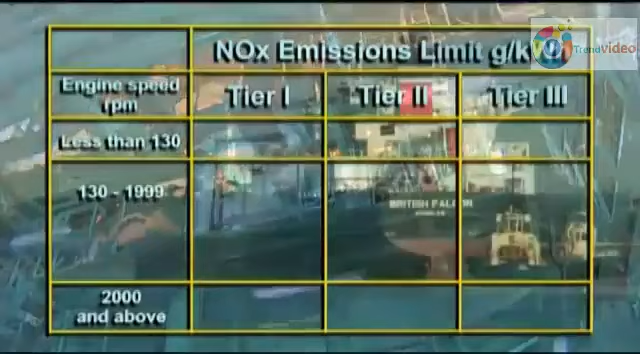 TrendVideo
NOx Emissions Limit
Engine speed
rpm
Tier I
Tier II
Tier III
Less than 130
130 - 1999
BRITISH FALCON
2000
and above